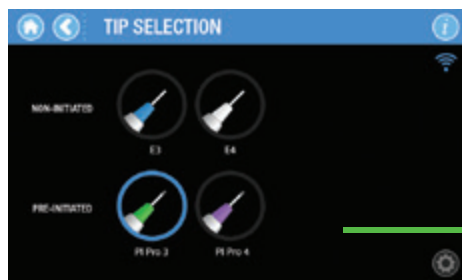 TIP SELECTION
NON-INITIATED
E3 E4
PRE-INITIATED
PI Pro 3 PI Pro 4